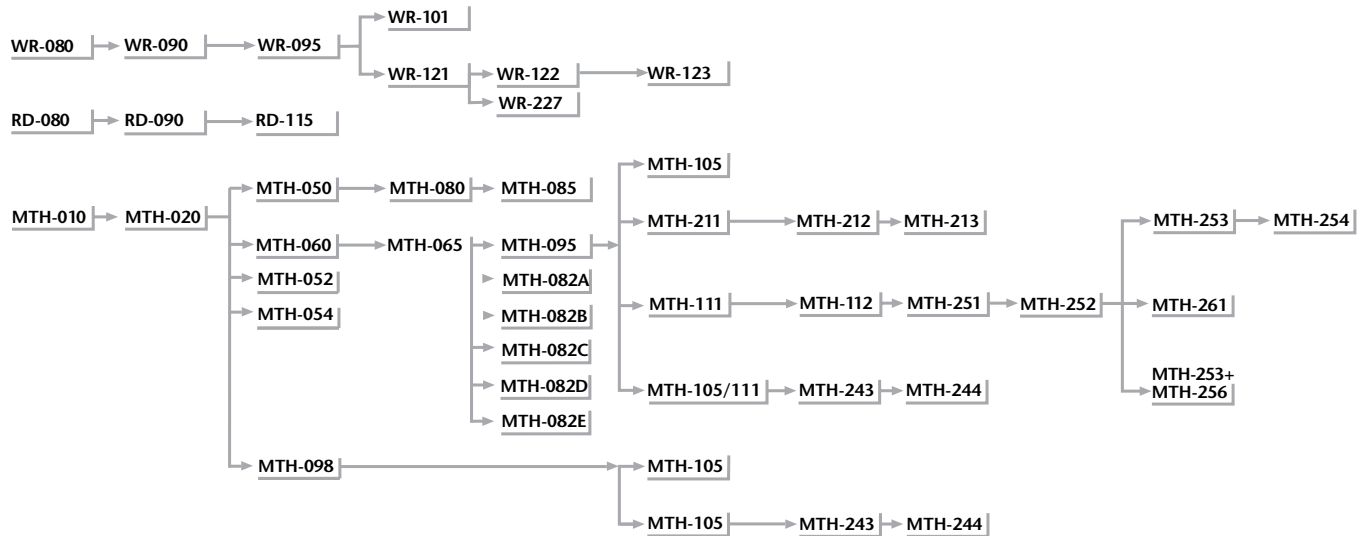 WR-101
WR-080 WR-090 WR-095
WR-121 WR-122 WR-123
WR-227
RD-080 RD-090 RD-115
MTH-105
MTH-050 MTH-080 MTH-085
MTH-010 MTH-020
MTH-211 MTH-212 MTH-213 MTH-253 MTH-254
MTH-060 MTH-065 MTH-095
MTH-052 MTH-082A
MTH-111 MTH-112 MTH-251 MTH-252 MTH-261
MTH-054 MTH-082B
MTH-082C
MTH-253+
MTH-082D MTH-105/111 MTH-243 MTH-244 MTH-256
MTH-082E
MTH-098 MTH-105
MTH-105 MTH-243 MTH-244